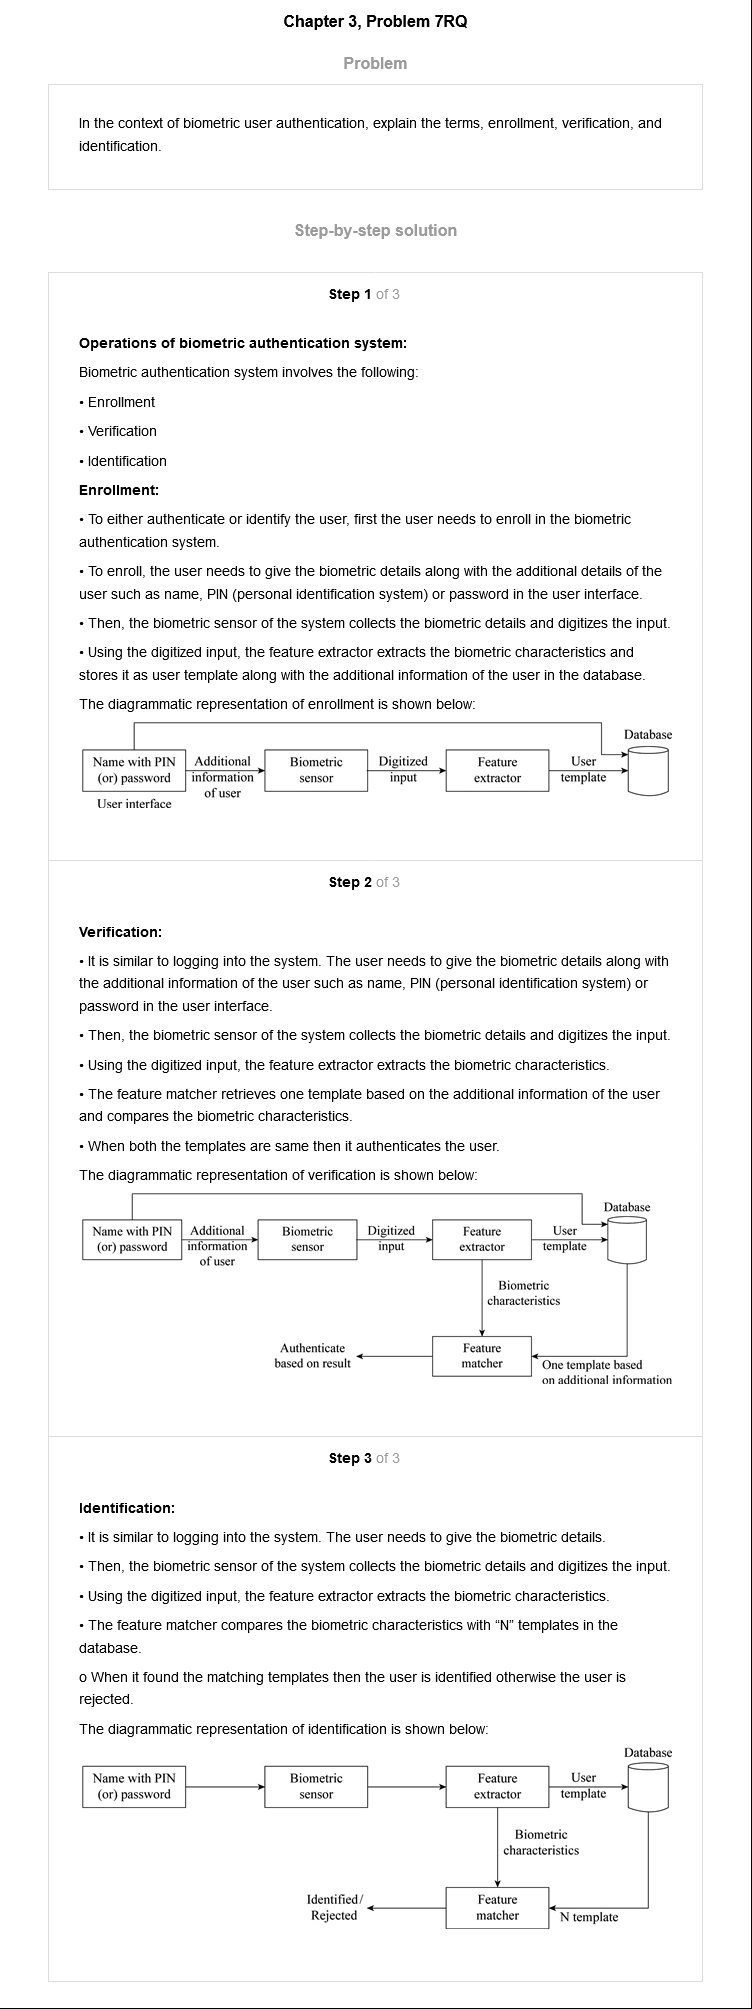 Chapter 3, Problem 7RQ
Problem
In the context of biometric user authentication, explain the terms, enrollment, verification, and
identification.
Step-by-step solution
Step 1 of 3
Operations of biometric authentication system:
Biometric authentication system involves the following:
• Enrollment
• Verification
• Identification
Enrollment:
• To either authenticate or identify the user, first the user needs to enroll in the biometric
authentication system.
• To enroll, the user needs to give the biometric details along with the additional details of the
user such as name, PIN (personal identification system) or password in the user interface.
• Then, the biometric sensor of the system collects the biometric details and digitizes the input.
• Using the digitized input, the feature extractor extracts the biometric characteristics and
stores it as user template along with the additional information of the user in the database.
The diagrammatic representation of enrollment is shown below:
Database
Name with PIN
(or) password
Additional
information
of user
Biometric
sensor
Digitized
input
Feature
extractor
User
template
User interface
Step 2 of 3
Verification:
• It is similar to logging into the system. The user needs to give the biometric details along with
the additional information of the user such as name, PIN (personal identification system) or
password in the user interface.
• Then, the biometric sensor of the system collects the biometric details and digitizes the input.
• Using the digitized input, the feature extractor extracts the biometric characteristics.
• The feature matcher retrieves one template based on the additional information of the user
and compares the biometric characteristics.
• When both the templates are same then it authenticates the user.
The diagrammatic representation of verification is shown below:
Database
Name with PIN
(or) password
Additional
information
of user
Biometric
sensor
Digitized
input
Feature
extractor
User
template
Biometric
characteristics
Authenticate
based on result
Feature
matcher
One template based
on additional information
Step 3 of 3
Identification:
• It is similar to logging into the system. The user needs to give the biometric details.
• Then, the biometric sensor of the system collects the biometric details and digitizes the input.
• Using the digitized input, the feature extractor extracts the biometric characteristics.
• The feature matcher compares the biometric characteristics with “N” templates in the
database.
o When it found the matching templates then the user is identified otherwise the user is
rejected.
The diagrammatic representation of identification is shown below:
Database
Name with PIN
(or) password
Biometric
sensor
Feature
extractor
User
template
Biometric
characteristics
Identified/
Rejected
Feature
matcher
N template